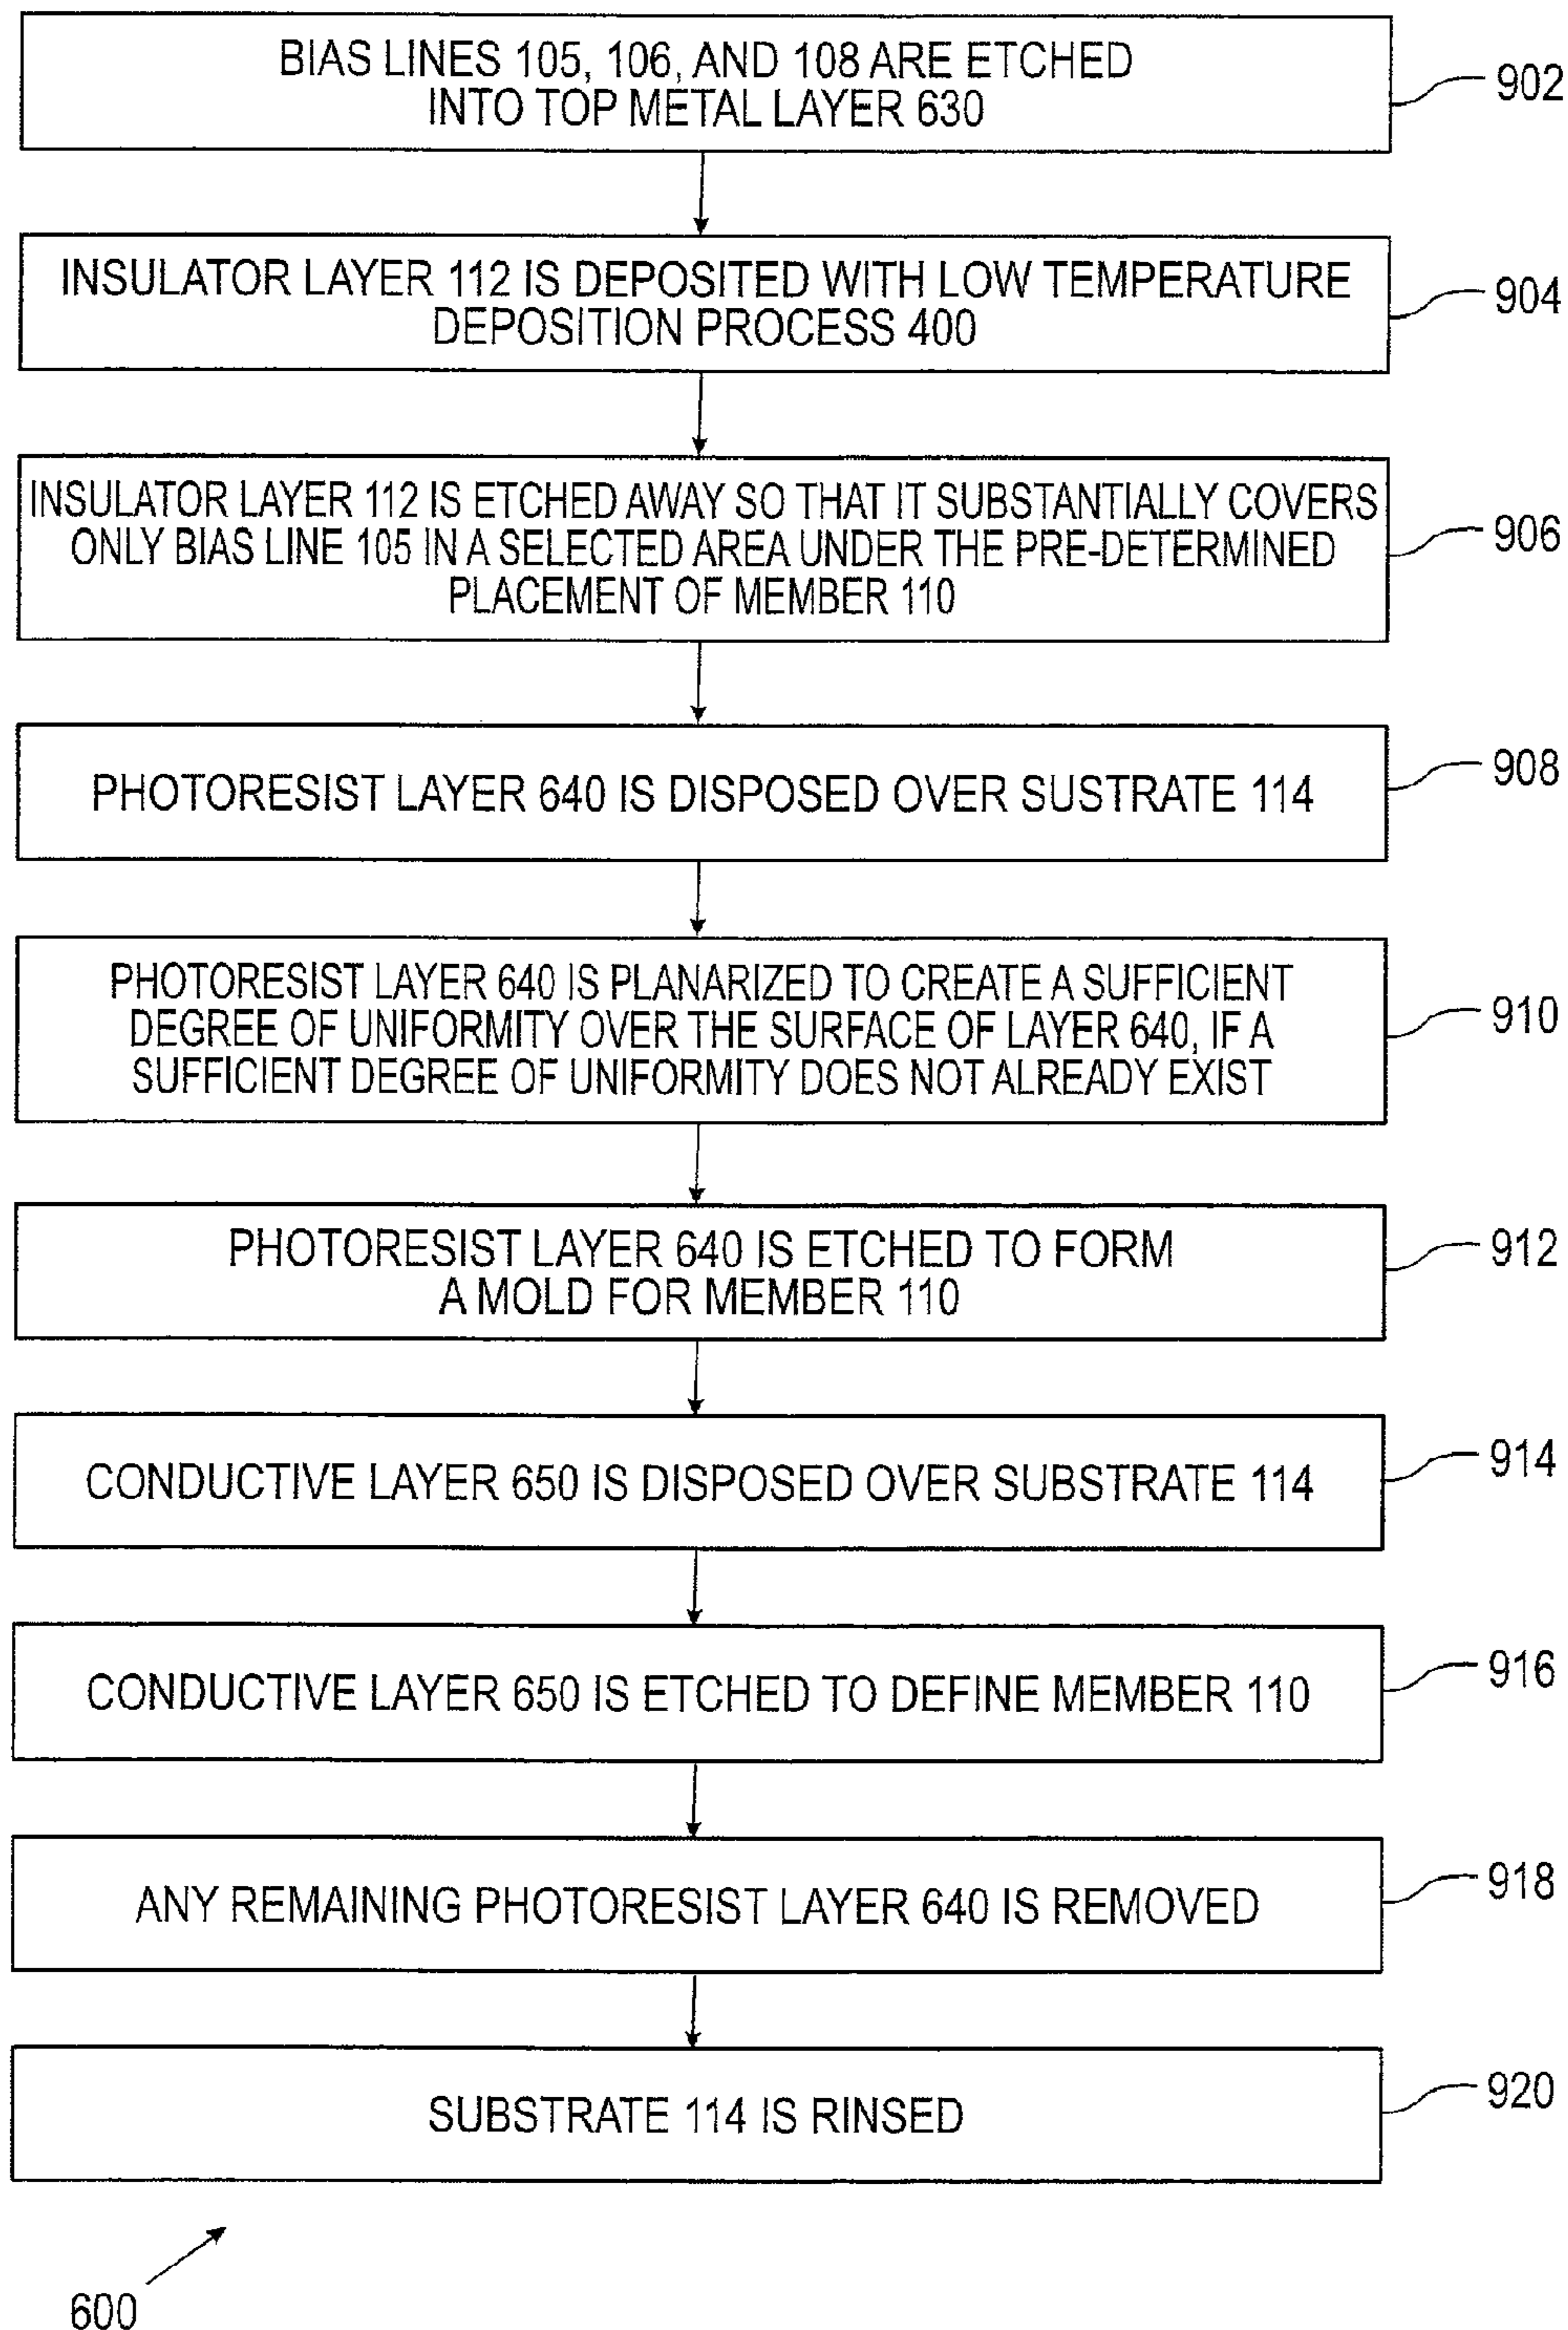 BIAS LINES 105, 106, AND 108 ARE ETCHED
INTO TOP METAL LAYER 630
902
INSULATOR LAYER 112 IS DEPOSITED WITH LOW TEMPERATURE
DEPOSITION PROCESS 400
904
INSULATOR LAYER 112 IS ETCHED AWAY SO THAT IT SUBSTANTIALLY COVERS
ONLY BIAS LINE 105 IN A SELECTED AREA UNDER THE PRE-DETERMINED
PLACEMENT OF MEMBER 110
906
PHOTORESIST LAYER 640 IS DISPOSED OVER SUSTRATE 114
908
PHOTORESIST LAYER 640 IS PLANARIZED TO CREATE A SUFFICIENT
DEGREE OF UNIFORMITY OVER THE SURFACE OF LAYER 640, IF A
SUFFICIENT DEGREE OF UNIFORMITY DOES NOT ALREADY EXIST
910
PHOTORESIST LAYER 640 IS ETCHED TO FORM
A MOLD FOR MEMBER 110
912
CONDUCTIVE LAYER 650 IS DISPOSED OVER SUBSTRATE 114
914
CONDUCTIVE LAYER 650 IS ETCHED TO DEFINE MEMBER 110
916
ANY REMAINING PHOTORESIST LAYER 640 IS REMOVED
918
SUBSTRATE 114 IS RINSED
920
600